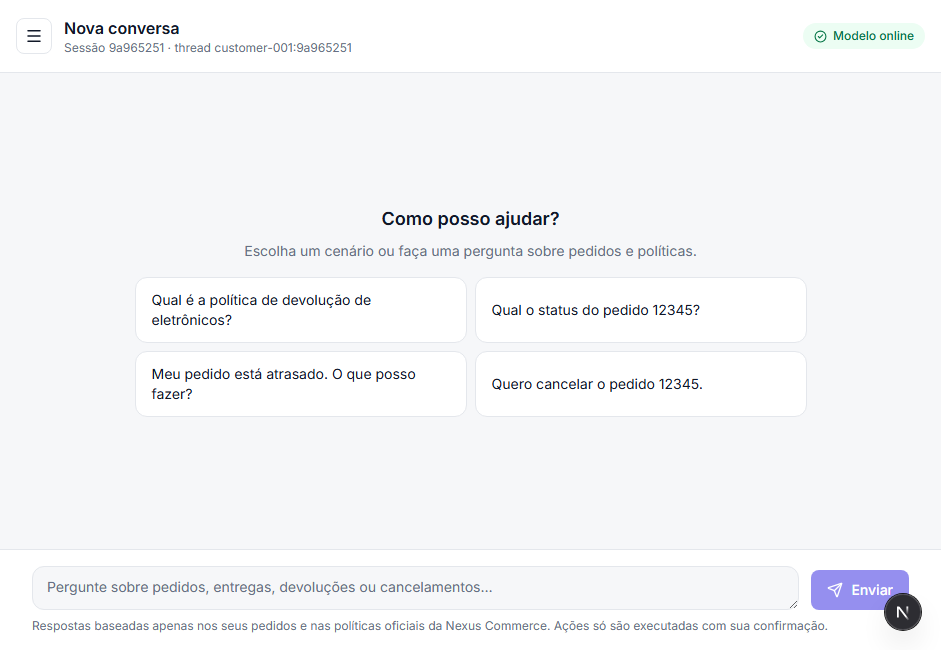 Nova conversa
Sessão 9a965251 · thread customer-001:9a965251
Modelo online
Como posso ajudar?
Escolha um cenário ou faça uma pergunta sobre pedidos e políticas.
Qual é a política de devolução de
eletrônicos?
Qual o status do pedido 12345?
Meu pedido está atrasado. O que posso
fazer?
Quero cancelar o pedido 12345.
Pergunte sobre pedidos, entregas, devoluções ou cancelamentos...
Enviar
N
Respostas baseadas apenas nos seus pedidos e nas políticas oficiais da Nexus Commerce. Ações só são executadas com sua confirmação.